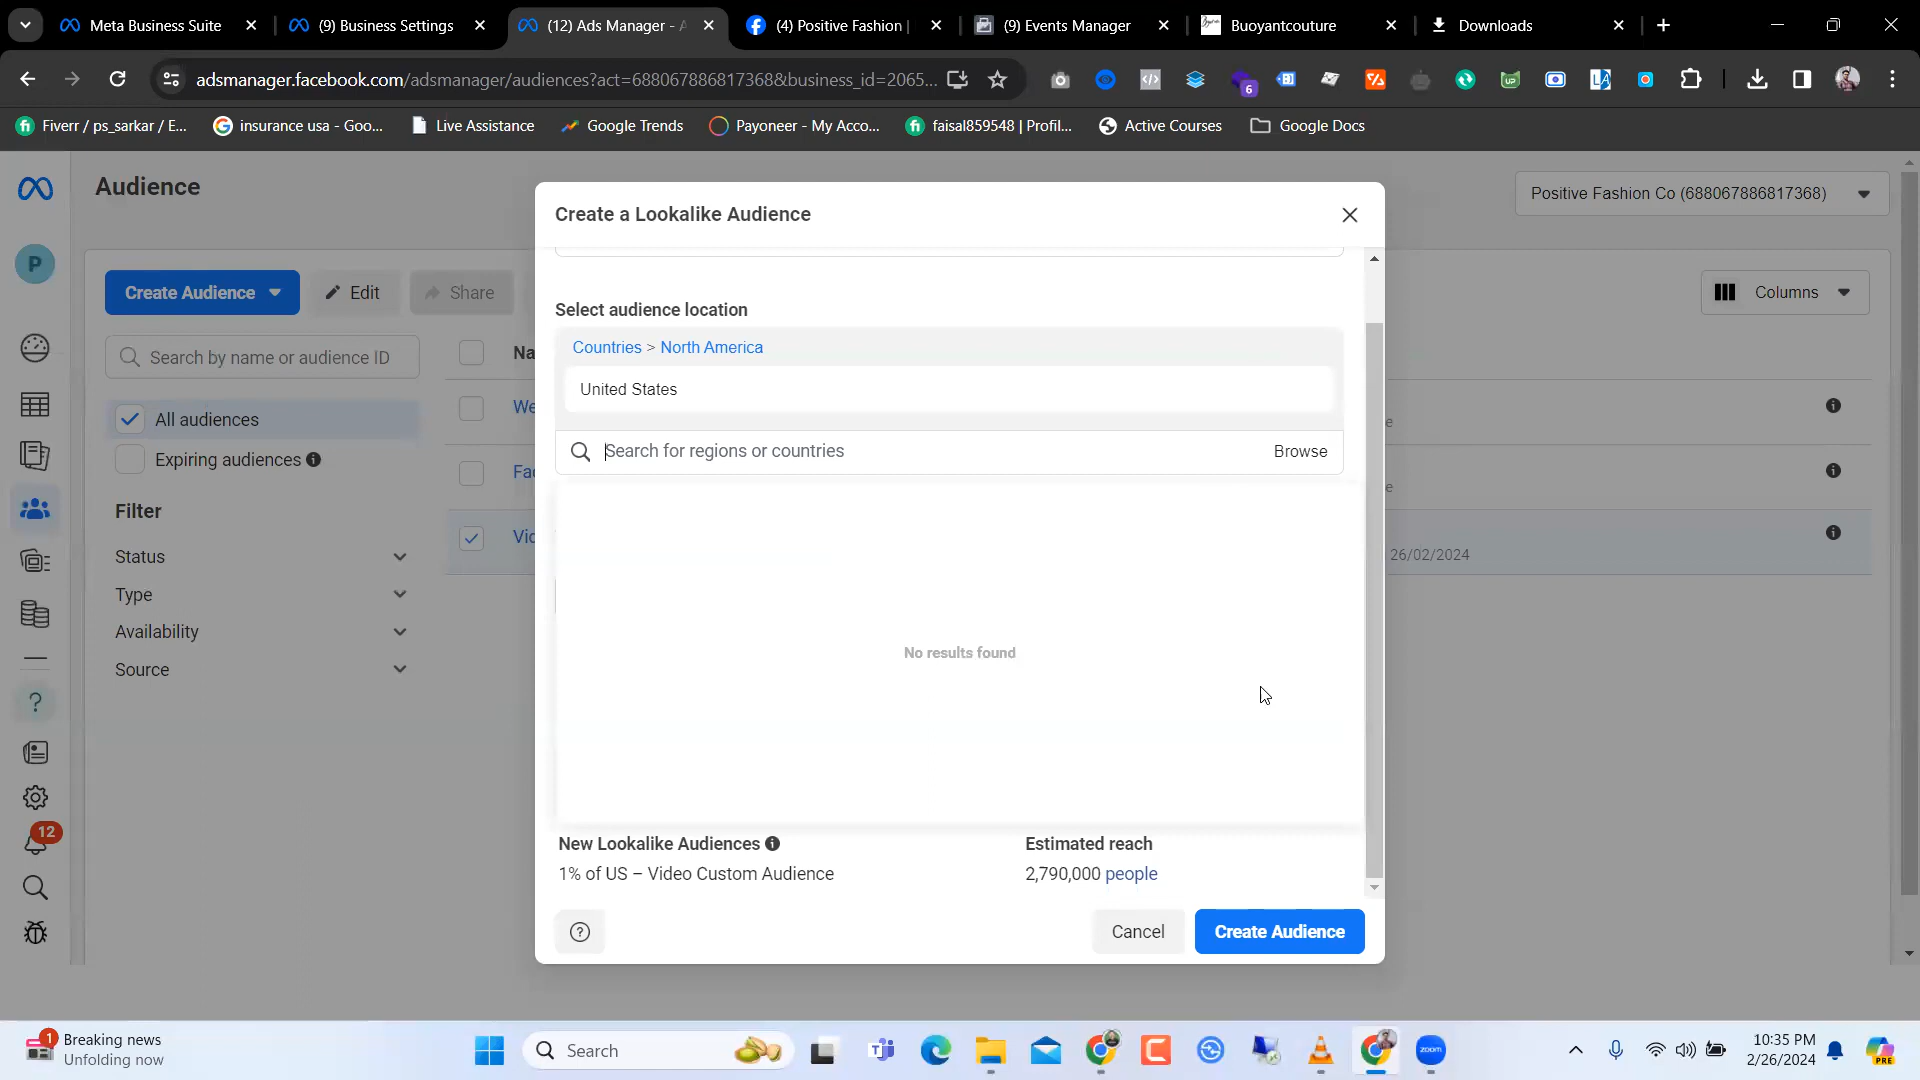 Meta Business Suite
(9) Business Settings
(12) Ads Manager - A
(4) Positive Fashion |
(9) Events Manager
Buoyantcouture
Downloads
adsmanager.facebook.com/adsmanager/audiences?act=688067886817368&business_id=2065...
6
Fiverr / ps_sarkar / E...
insurance usa - Goo...
Live Assistance
Google Trends
Payoneer - My Acco...
faisal859548 | Profil...
Active Courses
Google Docs
Audience
Positive Fashion Co (688067886817368)
P
Create Audience
Edit
Share
Columns
Search by name or audience ID
All audiences
Expiring audiences
Filter
Status
Type
Availability
Source
Na
We
Fac
Vid
e
e
26/02/2024
12
Create a Lookalike Audience
Select audience location
Countries > North America
United States
Search for regions or countries
Browse
No results found
New Lookalike Audiences
Estimated reach
1% of US – Video Custom Audience
2,790,000 people
Cancel
Create Audience
1
Breaking news
Unfolding now
Search
zoom
10:35 PM
2/26/2024
PRE